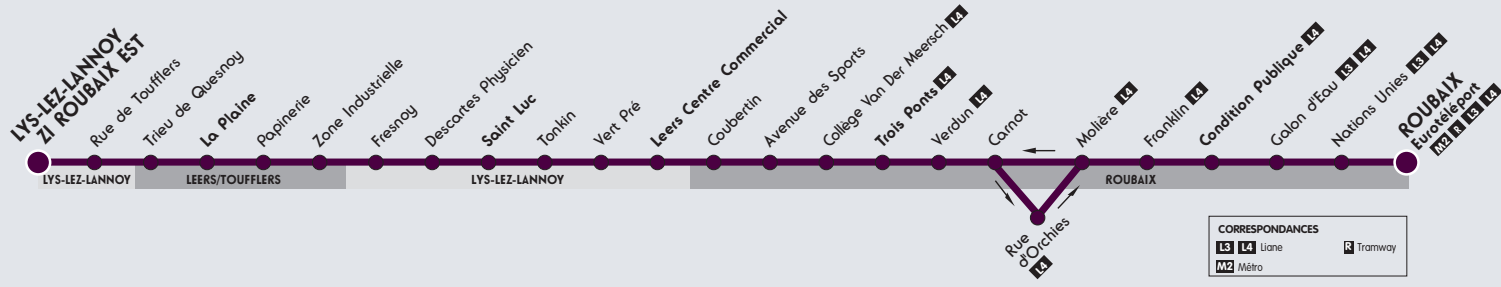 LYS-LEZ-LANNOY
ZI ROUBAIX EST
Rue de Toufflers
Trieu de Quesnoy
La Plaine
Papinerie
Zone Industrielle
Fresnoy
Descartes Physicien
Saint Luc
Tonkin
Vert Pré
Leers Centre Commercial
Coubertin
Avenue des Sports
Collège Van Der Meersch L4
Trois Ponts L4
Verdun L4
Carnot
Rue
d'Orchies
L4
Molière L4
Franklin L4
Condition Publique L4
Galon d'Eau L3 L4
Nations Unies L3 L4
ROUBAIX
Eurotéléport
M2 R L3 L4
LYS-LEZ-LANNOY
LEERS/TOUFFLERS
LYS-LEZ-LANNOY
ROUBAIX
CORRESPONDANCES
L3 L4 Liane
R Tramway
M2 Métro